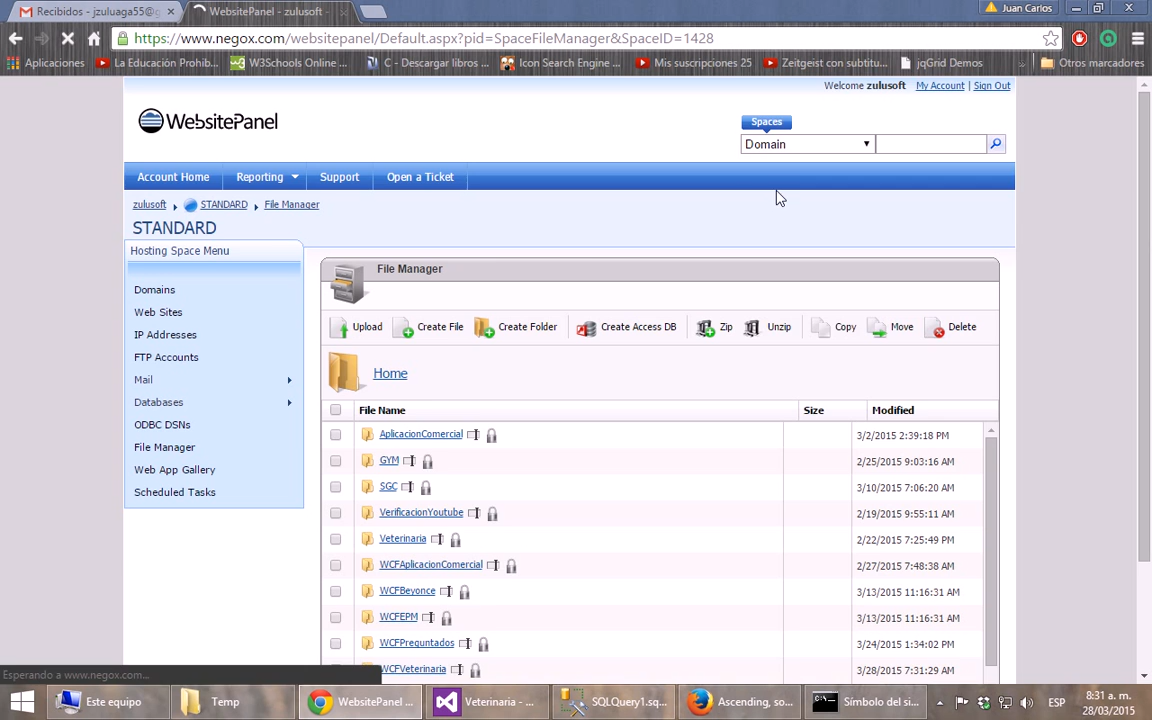 Recibidos - jzuluaga55@g
WebsitePanel - zulusoft -
Juan Carlos
https://www.negox.com/websitepanel/Default.aspx?pid=SpaceFileManager&SpaceID=1428
Aplicaciones
La Educación Prohib...
W3Schools Online ...
C - Descargar libros ...
Icon Search Engine ...
Mis suscripciones 25
Zeitgeist con subtitu...
jqGrid Demos
Otros marcadores
Welcome zulusoft My Account | Sign Out
WebsitePanel
Spaces
Domain
Account Home Reporting Support Open a Ticket
zulusoft STANDARD File Manager
STANDARD
Hosting Space Menu
Domains
Web Sites
IP Addresses
FTP Accounts
Mail
Databases
ODBC DSNs
File Manager
Web App Gallery
Scheduled Tasks
File Manager
Upload Create File Create Folder Create Access DB Zip Unzip Copy Move Delete
Home
File Name Size Modified
AplicacionComercial 3/2/2015 2:39:18 PM
GYM 2/25/2015 9:03:16 AM
SGC 3/10/2015 7:06:20 AM
VerificacionYoutube 2/19/2015 9:55:11 AM
Veterinaria 2/22/2015 7:25:49 PM
WCFAplicacionComercial 2/27/2015 7:48:38 AM
WCFBeyonce 3/13/2015 11:16:31 AM
WCFEPM 3/13/2015 11:16:31 AM
WCFPreguntados 3/24/2015 1:34:02 PM
WCFVeterinaria 3/28/2015 7:31:29 AM
Esperando a www.negox.com...
Este equipo
Temp
WebsitePanel ...
Veterinaria - ...
SQLQuery1.sq...
Ascending, so...
Símbolo del si...
ESP
8:31 a. m.
28/03/2015